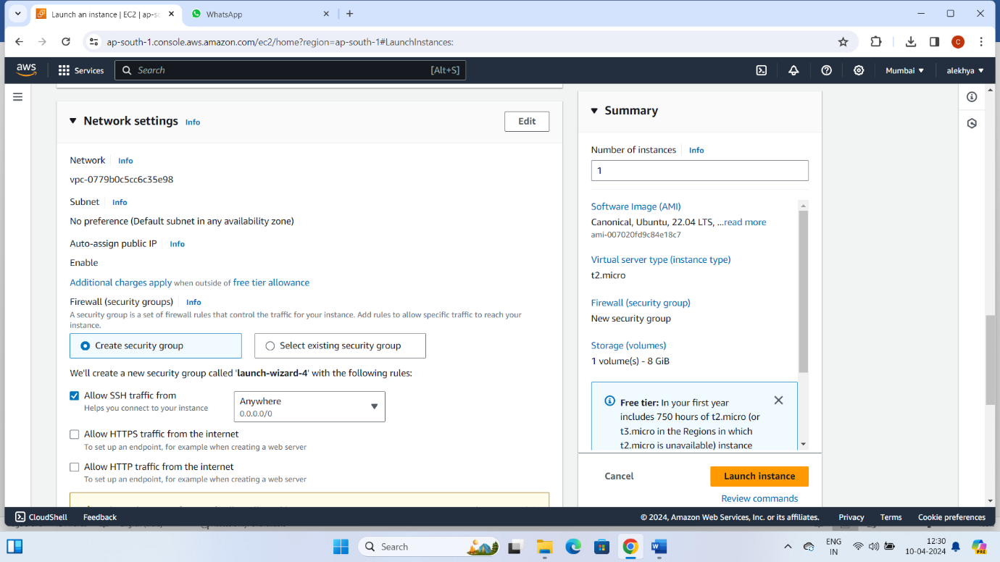 Launch an instance | EC2 | ap-sc
WhatsApp
ap-south-1.console.aws.amazon.com/ec2/home?region=ap-south-1#LaunchInstances:
C
aws
Services
Search
[Alt+S]
Mumbai
alekhya
Network settings
Info
Edit
Network
Info
vpc-0779b0c5cc6c35e98
Subnet
Info
No preference (Default subnet in any availability zone)
Auto-assign public IP
Info
Enable
Additional charges apply when outside of free tier allowance
Firewall (security groups)
Info
A security group is a set of firewall rules that control the traffic for your instance. Add rules to allow specific traffic to reach your
instance.
Create security group
Select existing security group
We'll create a new security group called 'launch-wizard-4' with the following rules:
Allow SSH traffic from
Helps you connect to your instance
Anywhere
0.0.0.0/0
Allow HTTPS traffic from the internet
To set up an endpoint, for example when creating a web server
Allow HTTP traffic from the internet
To set up an endpoint, for example when creating a web server
Summary
Number of instances
Info
1
Software Image (AMI)
Canonical, Ubuntu, 22.04 LTS, ...read more
ami-007020fd9c84e18c7
Virtual server type (instance type)
t2.micro
Firewall (security group)
New security group
Storage (volumes)
1 volume(s) - 8 GiB
Free tier: In your first year
includes 750 hours of t2.micro (or
t3.micro in the Regions in which
t2.micro is unavailable) instance
Cancel
Launch instance
Review commands
CloudShell
Feedback
© 2024, Amazon Web Services, Inc. or its affiliates.
Privacy
Terms
Cookie preferences
Search
ENG
IN
12:30
10-04-2024
PRE